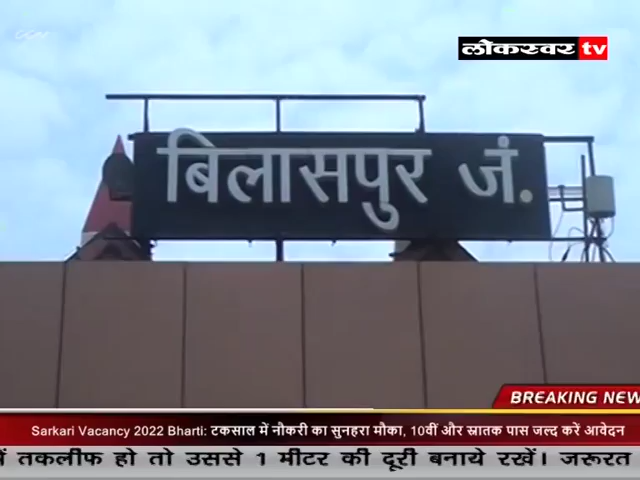 लोकस्वर tv
बिलासपुर जं.
BREAKING NEW
Sarkari Vacancy 2022 Bharti: टकसाल में नौकरी का सुनहरा मौका, 10वीं और स्नातक पास जल्द करें आवेदन
में तकलीफ हो तो उससे 1 मीटर की दूरी बनाये रखें। जरूरत